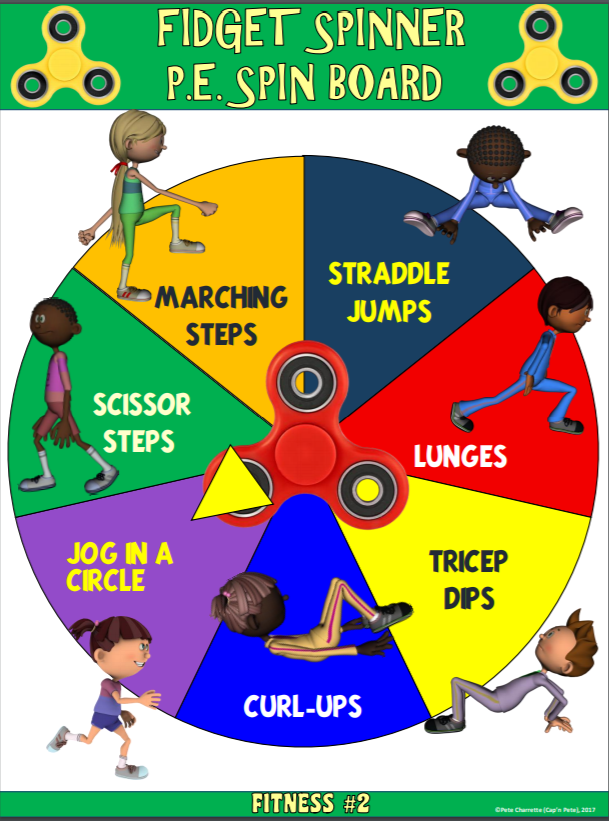 FIDGET SPINNER
P.E. SPIN BOARD
MARCHING
STEPS
STRADDLE
JUMPS
SCISSOR
STEPS
LUNGES
JOG IN A
CIRCLE
TRICEP
DIPS
CURL-UPS
FITNESS #2
©Pete Charrette (Cap'n Pete), 2017